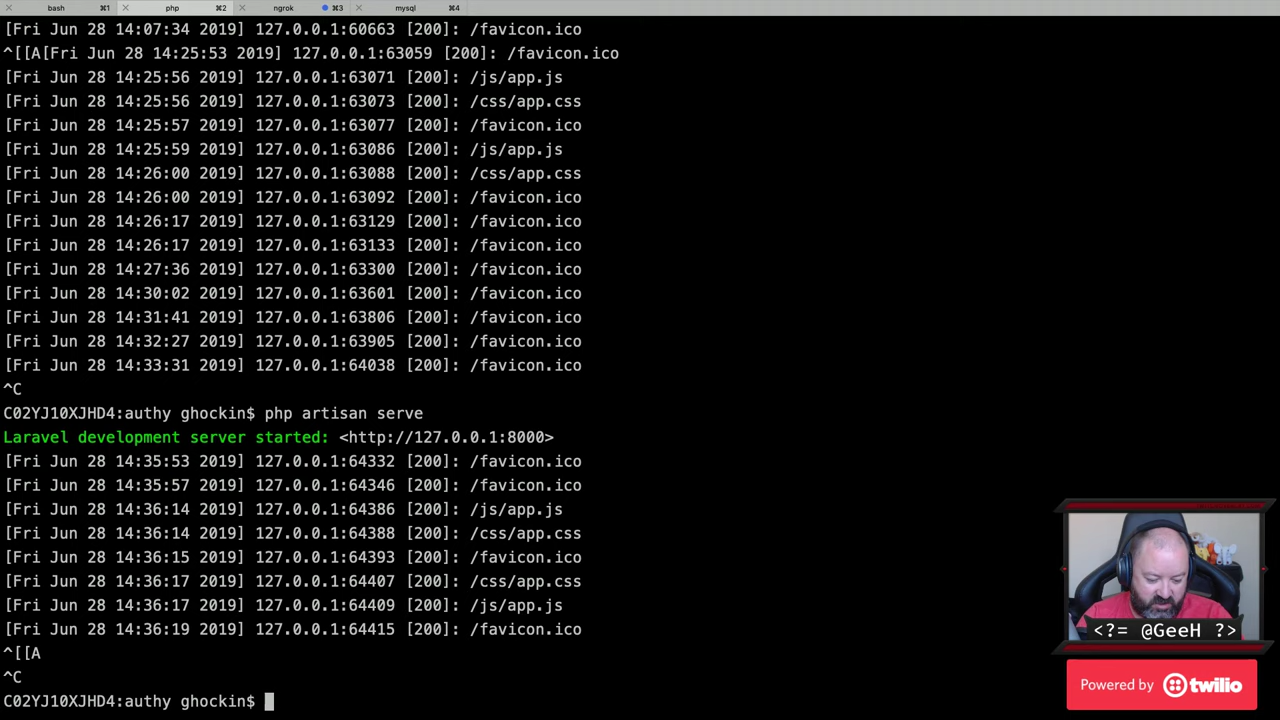 bash ⌘1 php ⌘2 ngrok ⌘3 mysql ⌘4
[Fri Jun 28 14:07:34 2019] 127.0.0.1:60663 [200]: /favicon.ico
^[[A[Fri Jun 28 14:25:53 2019] 127.0.0.1:63059 [200]: /favicon.ico
[Fri Jun 28 14:25:56 2019] 127.0.0.1:63071 [200]: /js/app.js
[Fri Jun 28 14:25:56 2019] 127.0.0.1:63073 [200]: /css/app.css
[Fri Jun 28 14:25:57 2019] 127.0.0.1:63077 [200]: /favicon.ico
[Fri Jun 28 14:25:59 2019] 127.0.0.1:63086 [200]: /js/app.js
[Fri Jun 28 14:26:00 2019] 127.0.0.1:63088 [200]: /css/app.css
[Fri Jun 28 14:26:00 2019] 127.0.0.1:63092 [200]: /favicon.ico
[Fri Jun 28 14:26:17 2019] 127.0.0.1:63129 [200]: /favicon.ico
[Fri Jun 28 14:26:17 2019] 127.0.0.1:63133 [200]: /favicon.ico
[Fri Jun 28 14:27:36 2019] 127.0.0.1:63300 [200]: /favicon.ico
[Fri Jun 28 14:30:02 2019] 127.0.0.1:63601 [200]: /favicon.ico
[Fri Jun 28 14:31:41 2019] 127.0.0.1:63806 [200]: /favicon.ico
[Fri Jun 28 14:32:27 2019] 127.0.0.1:63905 [200]: /favicon.ico
[Fri Jun 28 14:33:31 2019] 127.0.0.1:64038 [200]: /favicon.ico
^C
C02YJ10XJHD4:authy ghockin$ php artisan serve
Laravel development server started: <http://127.0.0.1:8000>
[Fri Jun 28 14:35:53 2019] 127.0.0.1:64332 [200]: /favicon.ico
[Fri Jun 28 14:35:57 2019] 127.0.0.1:64346 [200]: /favicon.ico
[Fri Jun 28 14:36:14 2019] 127.0.0.1:64386 [200]: /js/app.js
[Fri Jun 28 14:36:14 2019] 127.0.0.1:64388 [200]: /css/app.css
[Fri Jun 28 14:36:15 2019] 127.0.0.1:64393 [200]: /favicon.ico
[Fri Jun 28 14:36:17 2019] 127.0.0.1:64407 [200]: /css/app.css
[Fri Jun 28 14:36:17 2019] 127.0.0.1:64409 [200]: /js/app.js
[Fri Jun 28 14:36:19 2019] 127.0.0.1:64415 [200]: /favicon.ico
^[[A
^C
C02YJ10XJHD4:authy ghockin$
<?= @GeeH ?>
Powered by twilio